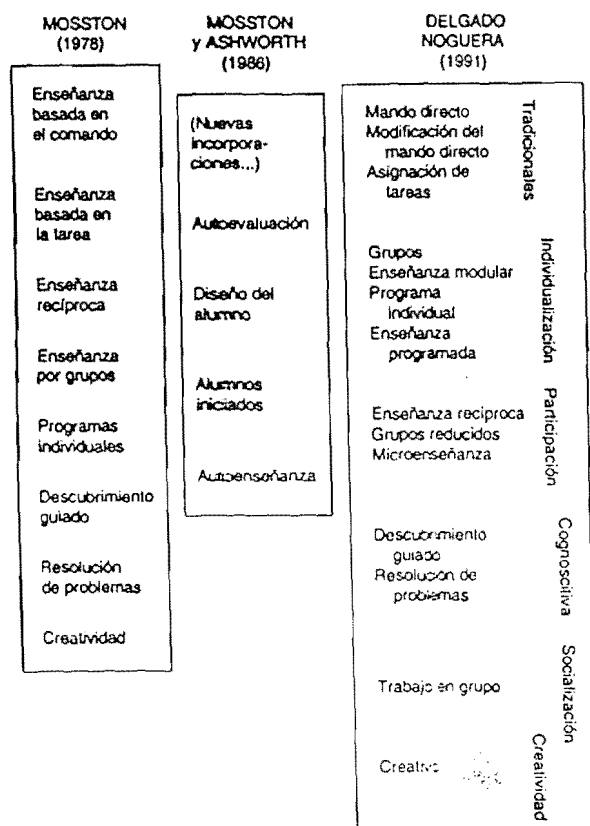 MOSSTON
(1978)
Enseñanza
basada en
el comando
Enseñanza
basada en
la tarea
Enseñanza
recíproca
Enseñanza
por grupos
Programas
individuales
Descubrimiento
guiado
Resolución
de problemas
Creatividad
MOSSTON
y ASHWORTH
(1986)
(Nuevas
incorpora-
ciones...)
Autoevaluación
Diseño del
alumno
Alumnos
iniciados
Autoenseñanza
DELGADO
NOGUERA
(1991)
Mando directo
Modificación del
mando directo
Asignación de
tareas
Tradicionales
Grupos
Enseñanza modular
Programa
individual
Enseñanza
programada
Individualización
Enseñanza recíproca
Grupos reducidos
Microenseñanza
Participación
Descubrimiento
guiado
Resolución de
problemas
Cognoscitiva
Trabajo en grupo
Socialización
Creativo
Creatividad